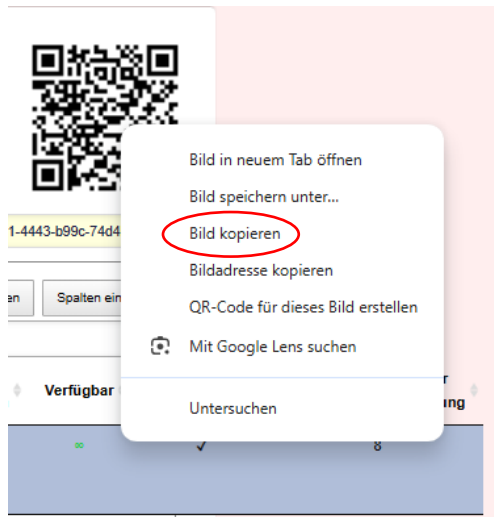 Bild in neuem Tab öffnen
Bild speichern unter...
1-4443-b99c-74d4
Bild kopieren
Bildadresse kopieren
en Spalten ein
QR-Code für dieses Bild erstellen
Mit Google Lens suchen
Verfügbar r
ung
Untersuchen
∞ ✓ 8